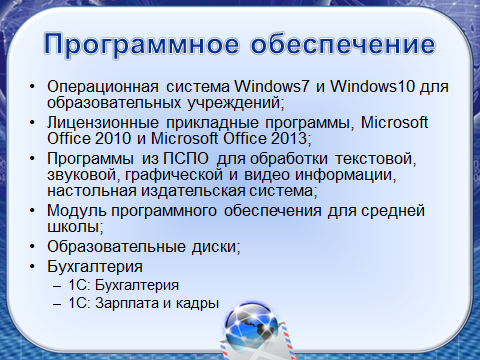 Программное обеспечение
• Операционная система Windows7 и Windows10 для
образовательных учреждений;
• Лицензионные прикладные программы, Microsoft
Office 2010 и Microsoft Office 2013;
• Программы из ПСПО для обработки текстовой,
звуковой, графической и видео информации,
настольная издательская система;
• Модуль программного обеспечения для средней
школы;
• Образовательные диски;
• Бухгалтерия
– 1С: Бухгалтерия
– 1С: Зарплата и кадры